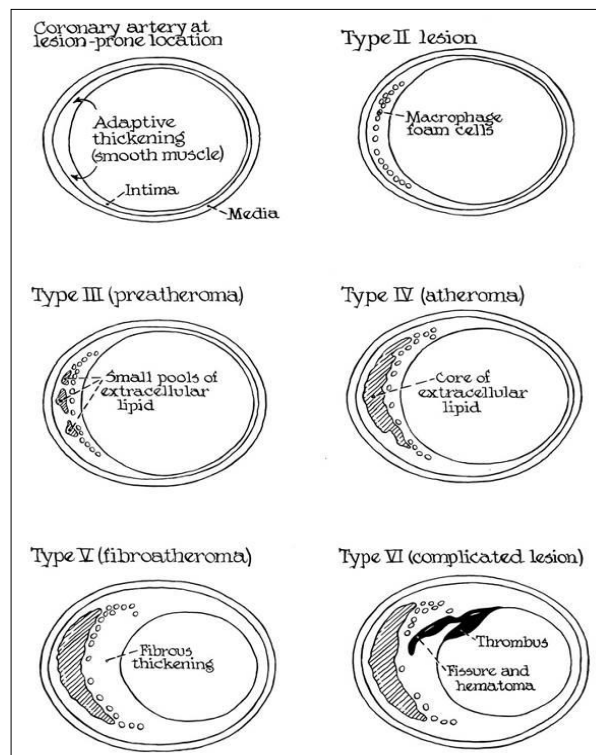 Coronary artery at
lesion-prone location
Adaptive
thickening
(smooth muscle)
Intima
Media
Type II lesion
Macrophage
foam cells
Type III (preatheroma)
Small pools of
extracellular
lipid
Type IV (atheroma)
Core of
extracellular
lipid
Type V (fibroatheroma)
Fibrous
thickening
Type VI (complicated lesion)
Thrombus
Fissure and
hematoma